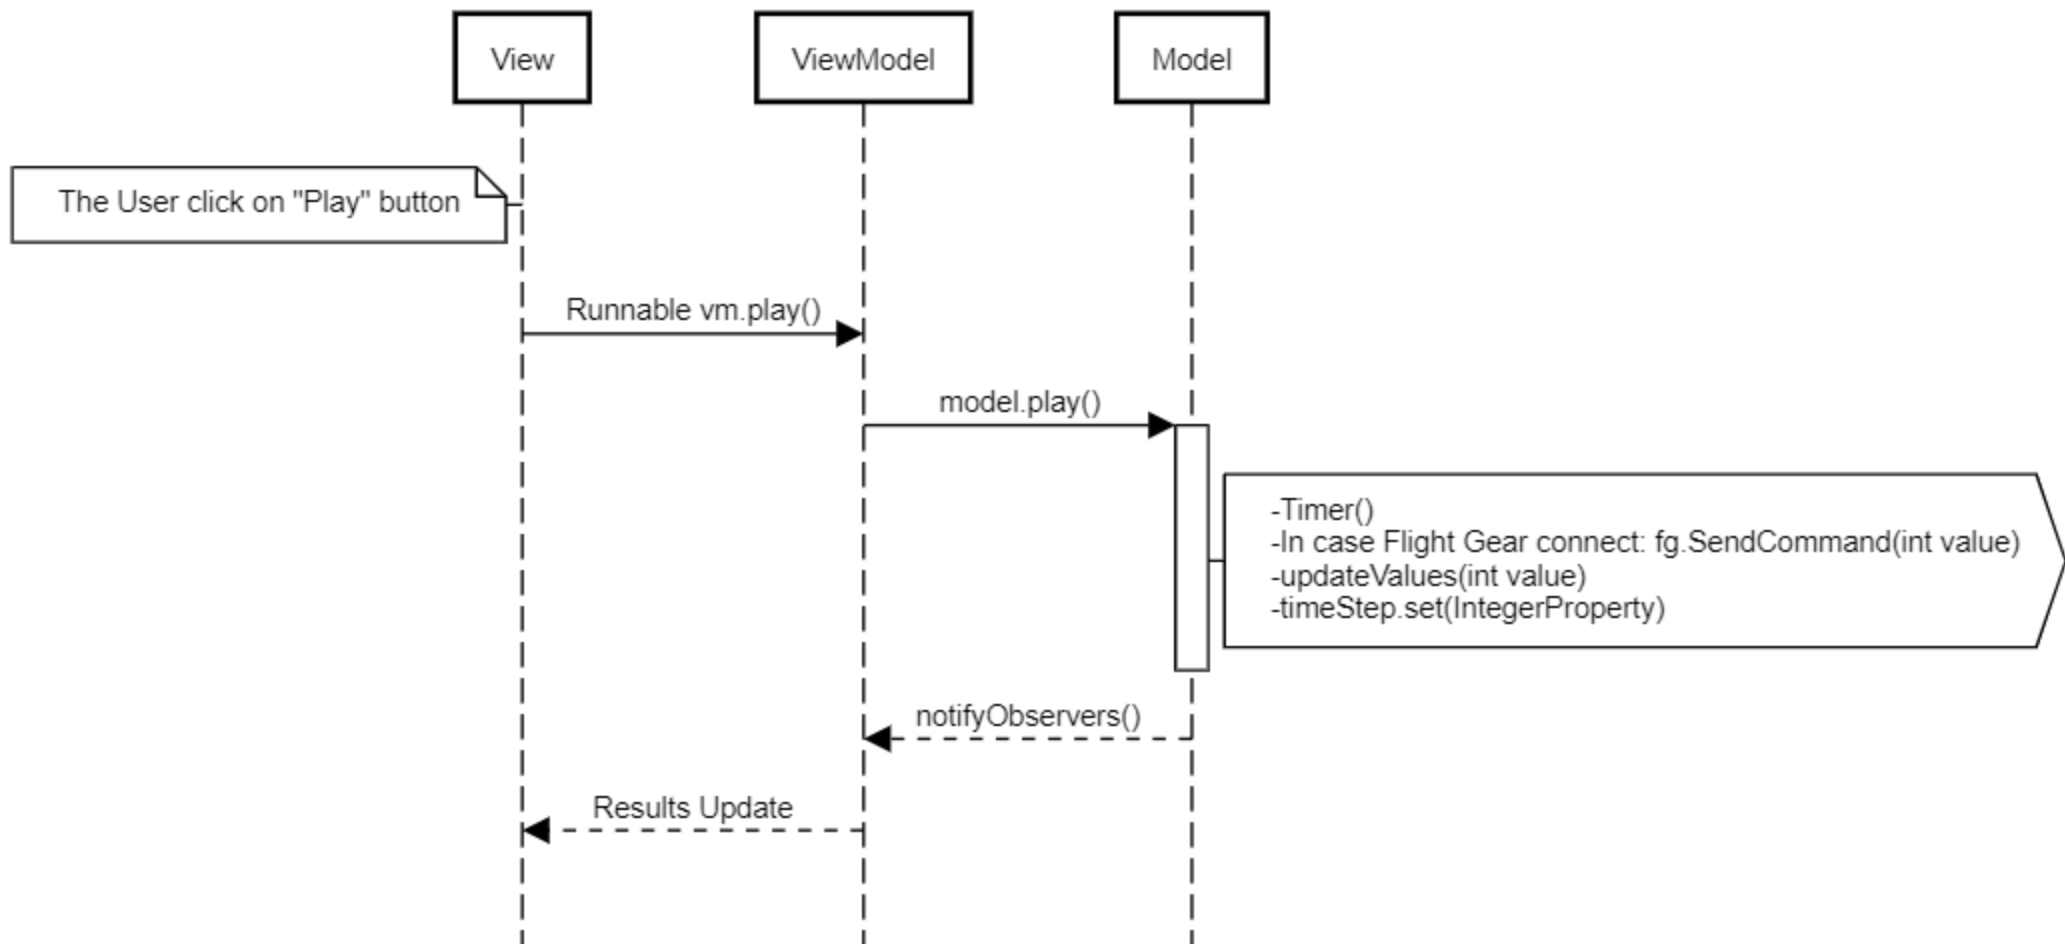 View
ViewModel
Model
The User click on "Play" button
Runnable vm.play()
model.play()
-Timer()
-In case Flight Gear connect: fg.SendCommand(int value)
-updateValues(int value)
-timeStep.set(IntegerProperty)
notifyObservers()
Results Update